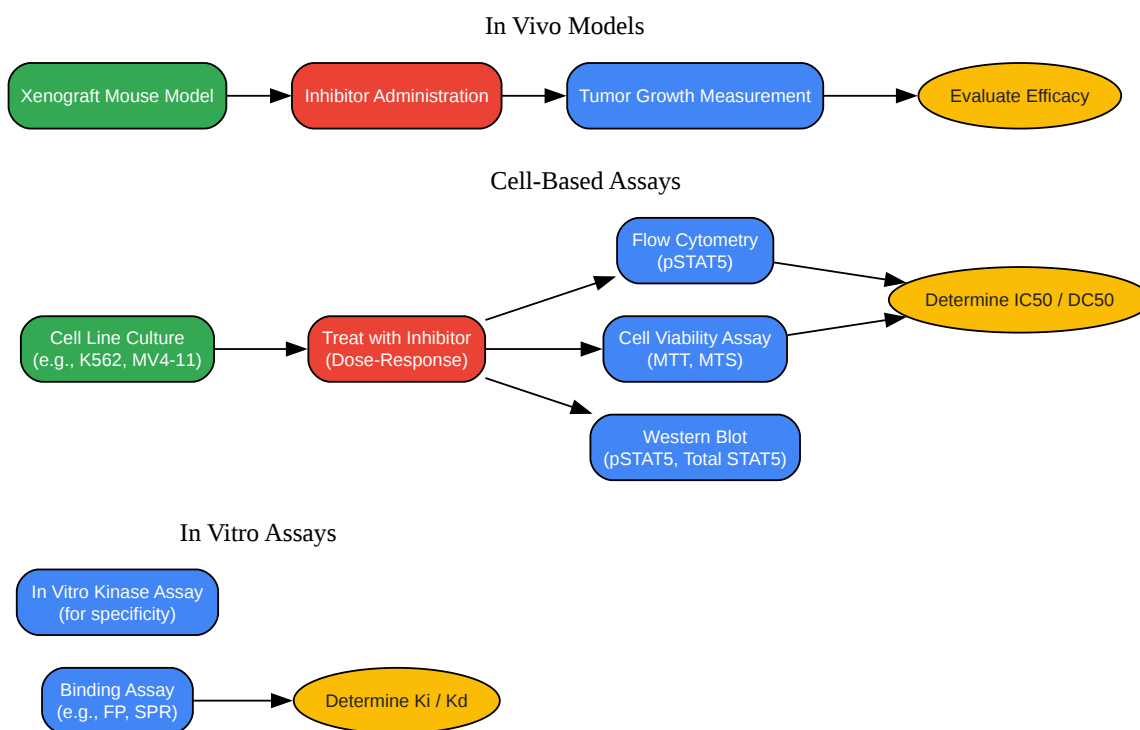 In Vivo Models
Xenograft Mouse Model
Inhibitor Administration
Tumor Growth Measurement
Evaluate Efficacy
Cell-Based Assays
Flow Cytometry
(pSTAT5)
Determine IC50 / DC50
Cell Line Culture
(e.g., K562, MV4-11)
Treat with Inhibitor
(Dose-Response)
Cell Viability Assay
(MTT, MTS)
Western Blot
(pSTAT5, Total STAT5)
In Vitro Assays
In Vitro Kinase Assay
(for specificity)
Binding Assay
(e.g., FP, SPR)
Determine Ki / Kd